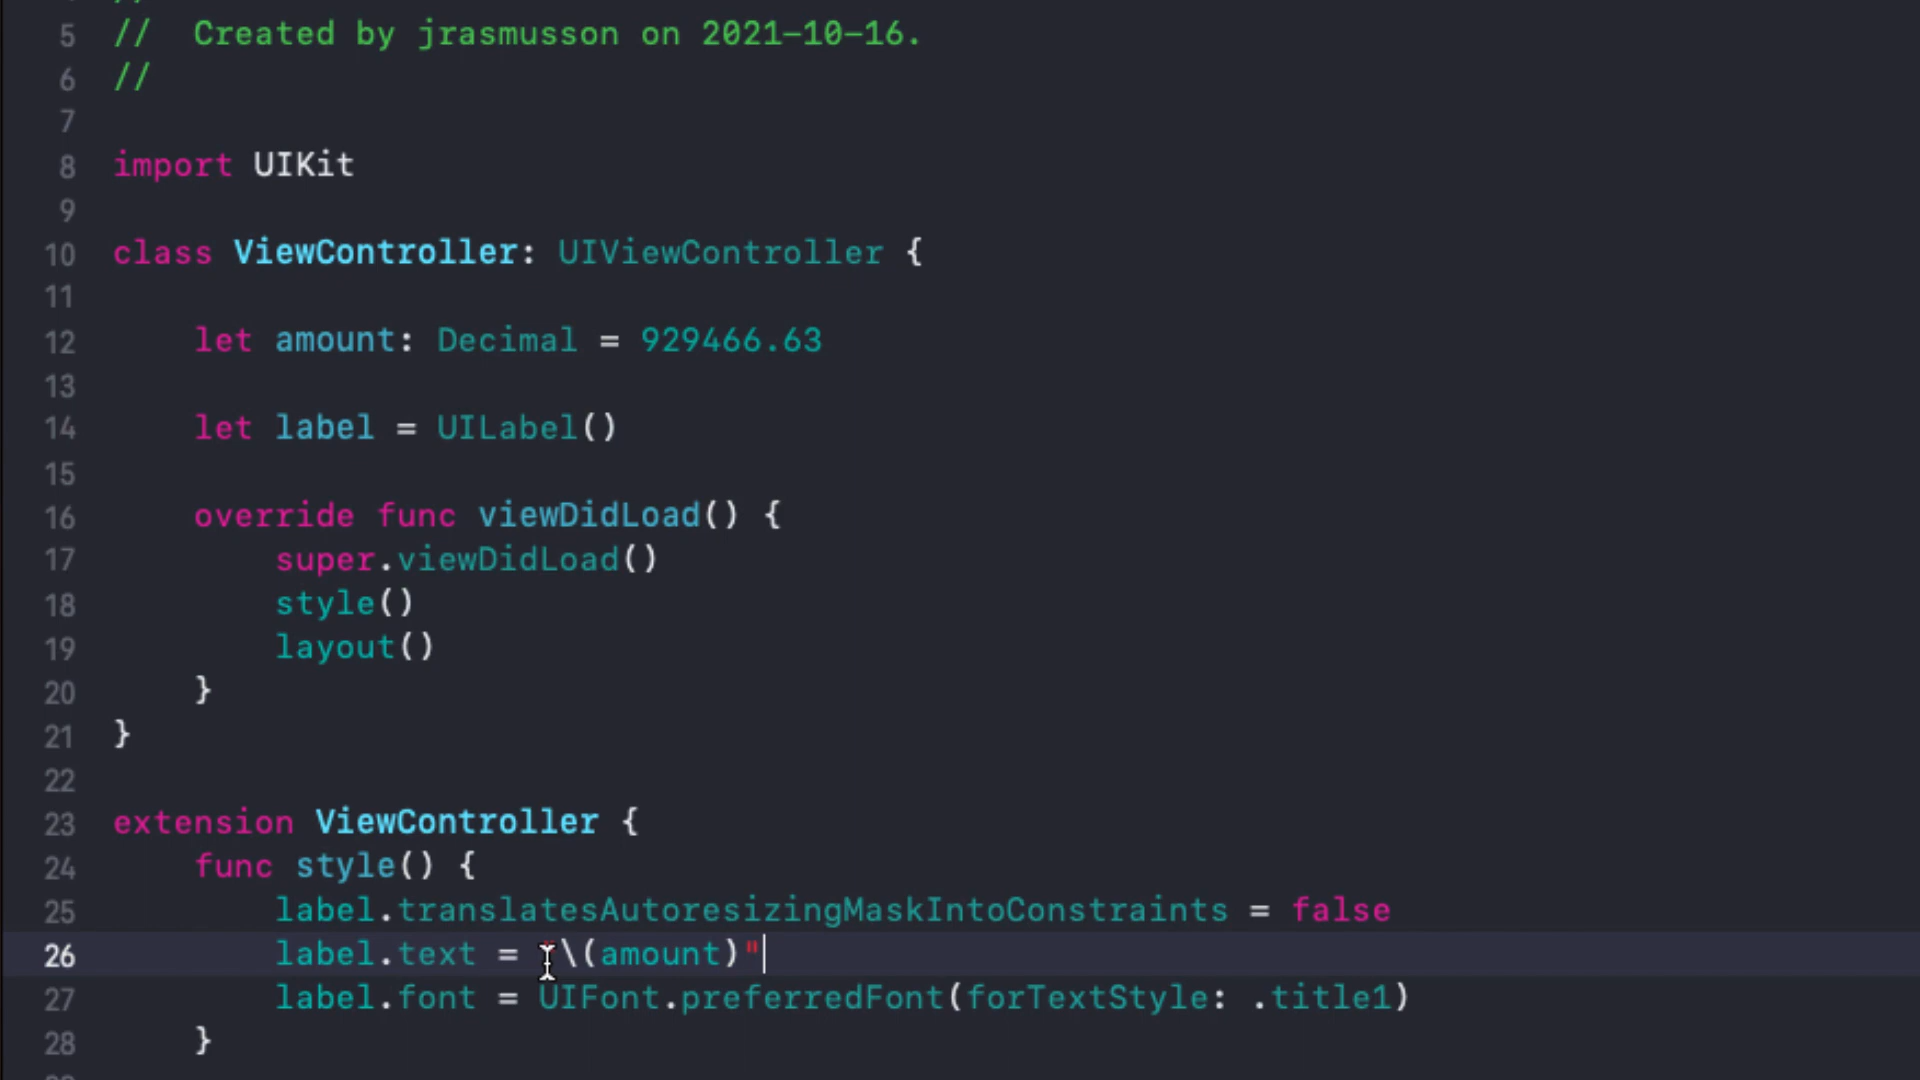 5 //  Created by jrasmusson on 2021-10-16.
6 //
7
8 import UIKit
9
10 class ViewController: UIViewController {
11
12     let amount: Decimal = 929466.63
13
14     let label = UILabel()
15
16     override func viewDidLoad() {
17         super.viewDidLoad()
18         style()
19         layout()
20     }
21 }
22
23 extension ViewController {
24     func style() {
25         label.translatesAutoresizingMaskIntoConstraints = false
26         label.text = "\(amount)"
27         label.font = UIFont.preferredFont(forTextStyle: .title1)
28     }